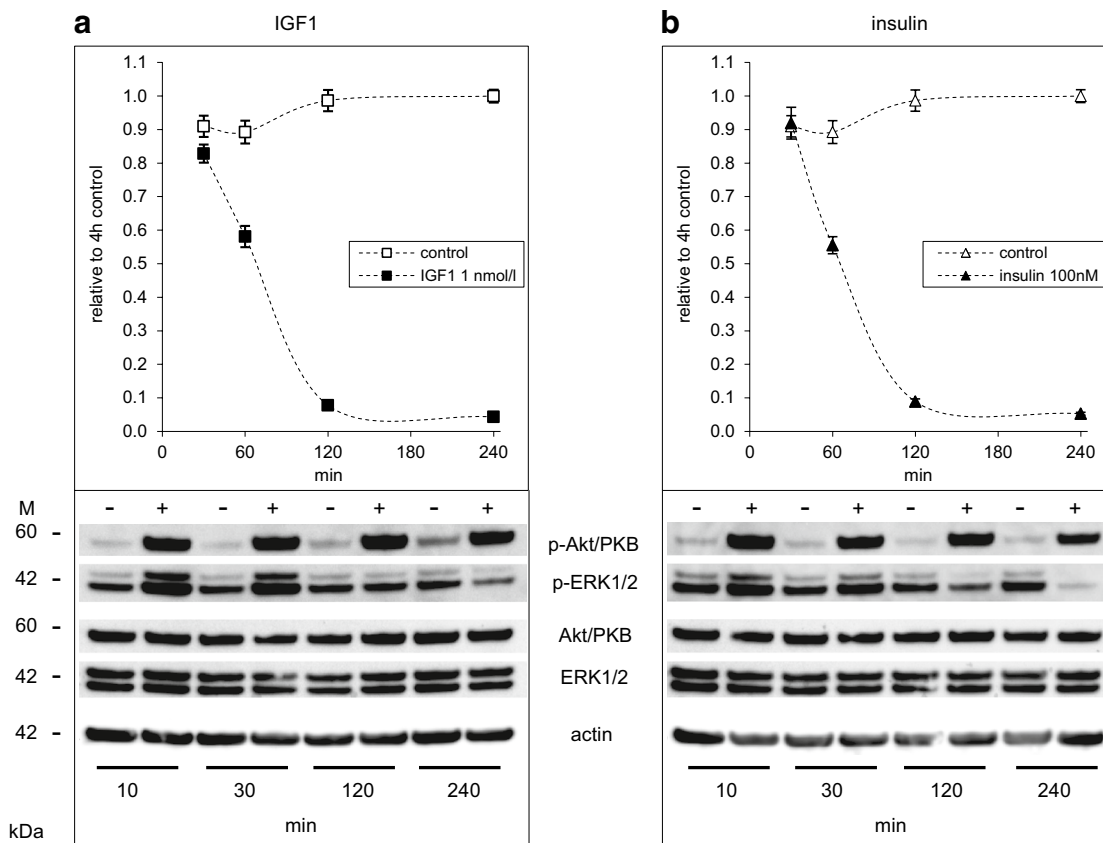 a IGF1
1.1
1.0
0.9
0.8
0.7
0.6
0.5
0.4
0.3
0.2
0.1
0.0
relative to 4h control
control
IGF1 1 nmol/l
0 60 120 180 240
min
b insulin
1.1
1.0
0.9
0.8
0.7
0.6
0.5
0.4
0.3
0.2
0.1
0.0
relative to 4h control
control
insulin 100nM
0 60 120 180 240
min
M - + - + - + - + - + - + - + - +
60 - p-Akt/PKB
42 - p-ERK1/2
60 - Akt/PKB
42 - ERK1/2
42 - actin
10 30 120 240 10 30 120 240
min min
kDa